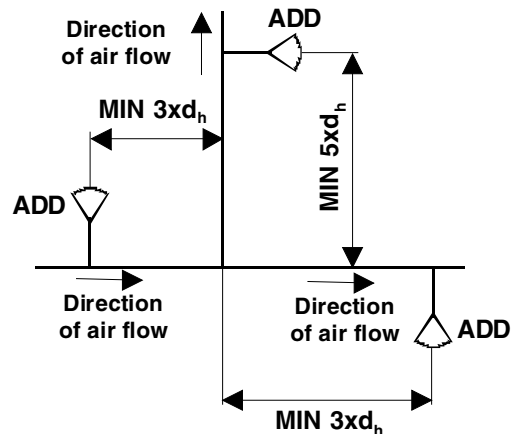 Direction
of air flow
ADD
MIN 3xdₕ
MIN 5xdₕ
ADD
Direction
of air flow
Direction
of air flow
ADD
MIN 3xdₕ